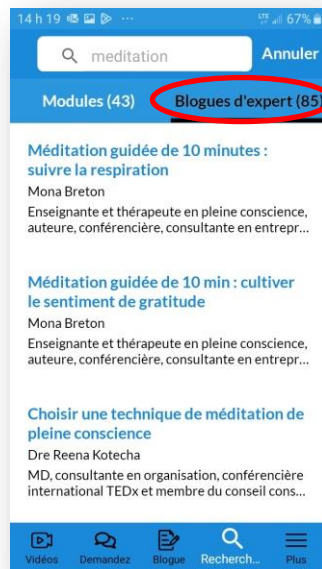 14 h 19
LTE 67%
meditation
Annuler
Modules (43)
Blogues d'expert (85)
Méditation guidée de 10 minutes :
suivre la respiration
Mona Breton
Enseignante et thérapeute en pleine conscience,
auteure, conférencière, consultante en entrepr...
Méditation guidée de 10 min : cultiver
le sentiment de gratitude
Mona Breton
Enseignante et thérapeute en pleine conscience,
auteure, conférencière, consultante en entrepr...
Choisir une technique de méditation de
pleine conscience
Dre Reena Kotecha
MD, consultante en organisation, conférencière
international TEDx et membre du conseil cons...
Vidéos Demandez Blogue Recherch... Plus